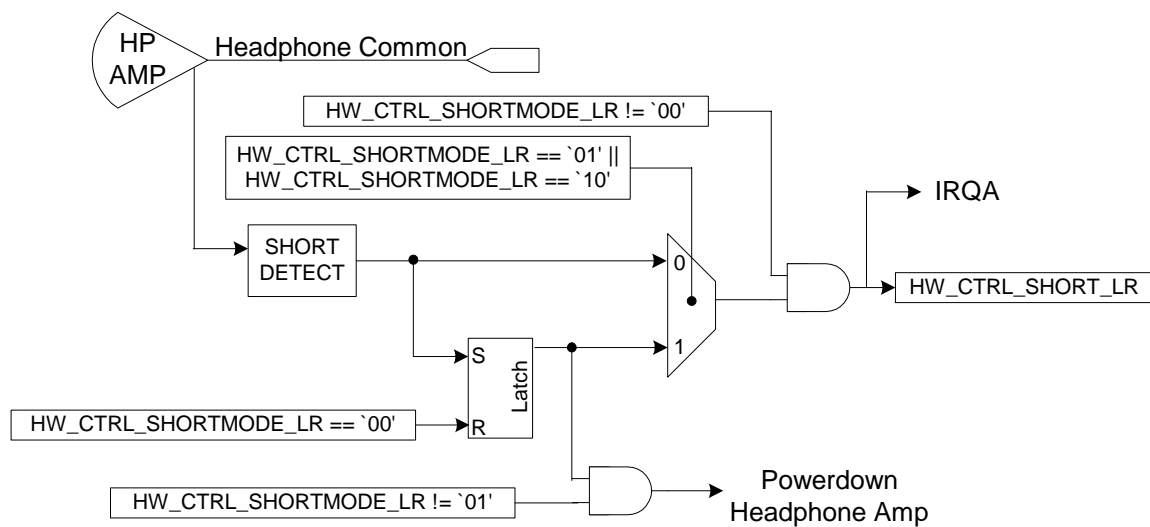 HP
AMP
Headphone Common
HW_CTRL_SHORTMODE_LR != `00'
HW_CTRL_SHORTMODE_LR == `01' ||
HW_CTRL_SHORTMODE_LR == `10'
IRQA
SHORT
DETECT
0
HW_CTRL_SHORT_LR
1
S
Latch
R
HW_CTRL_SHORTMODE_LR == `00'
HW_CTRL_SHORTMODE_LR != `01'
Powerdown
Headphone Amp